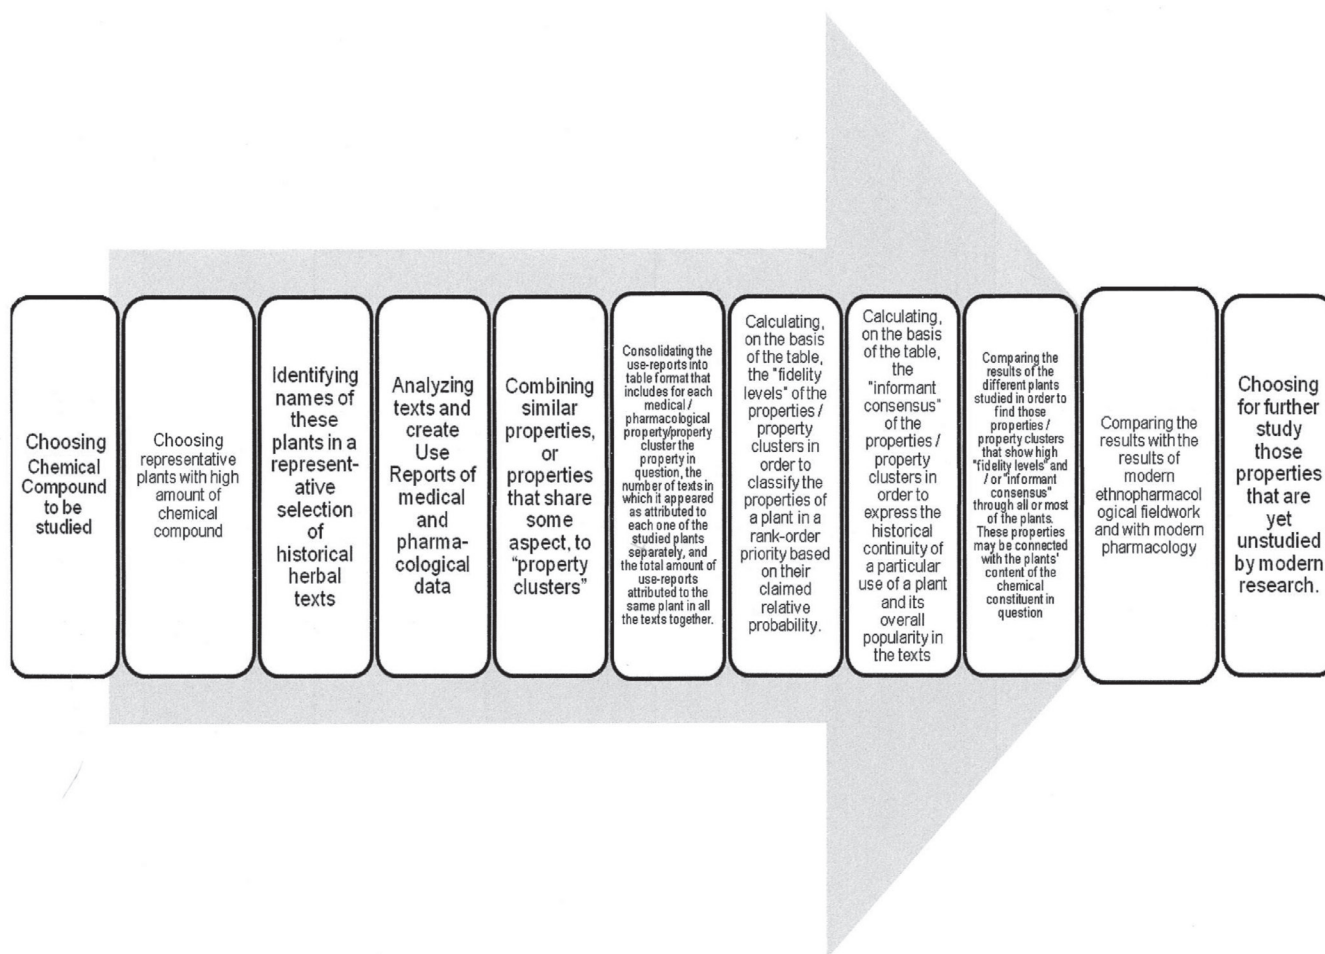 Choosing
Chemical
Compound
to be
studied
Choosing
representative
plants with high
amount of
chemical
compound
Identifying
names of
these
plants in a
represent-
ative
selection
of
historical
herbal
texts
Analyzing
texts and
create
Use
Reports of
medical
and
pharma-
cological
data
Combining
similar
properties,
or
properties
that share
some
aspect, to
"property
clusters"
Consolidating the
use-reports into
table format that
includes for each
medical /
pharmacological
property/property
cluster the
property in
question, the
number of texts in
which it appeared
as attributed to
each one of the
studied plants
separately, and
the total amount of
use-reports
attributed to the
same plant in all
the texts together.
Calculating,
on the basis
of the table,
the "fidelity
levels" of the
properties /
property
clusters in
order to
classify the
properties of
a plant in a
rank-order
priority based
on their
claimed
relative
probability.
Calculating,
on the basis
of the table,
the
"informant
consensus"
of the
properties /
property
clusters in
order to
express the
historical
continuity of
a particular
use of a plant
and its
overall
popularity in
the texts
Comparing the
results of the
different plants
studied in order to
find those
properties /
property clusters
that show high
"fidelity levels" and
/ or "informant
consensus"
through all or most
of the plants.
These properties
may be connected
with the plants'
content of the
chemical
constituent in
question
Comparing the
results with the
results of
modern
ethnopharmacol
ogical fieldwork
and with modern
pharmacology
Choosing
for further
study
those
properties
that are
yet
unstudied
by modern
research.